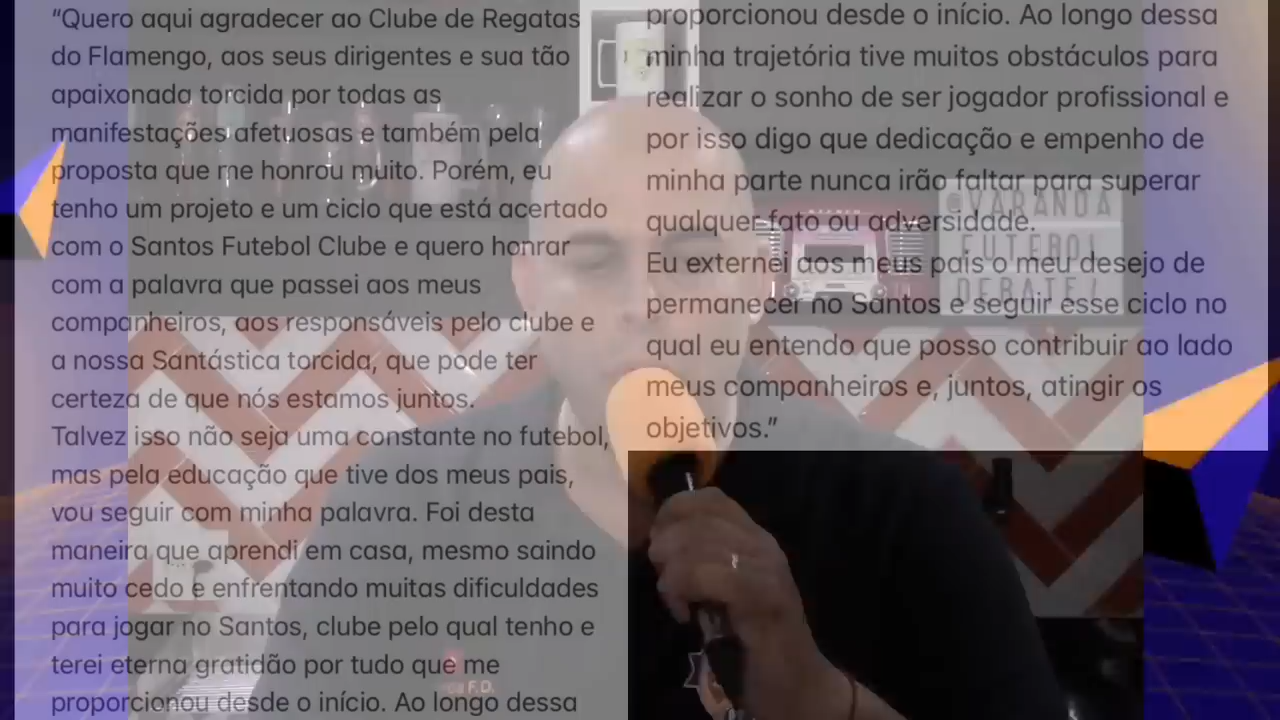 “Quero aqui agradecer ao Clube de Regatas
do Flamengo, aos seus dirigentes e sua tão
apaixonada torcida por todas as
manifestações afetuosas e também pela
proposta que me honrou muito. Porém, eu
tenho um projeto e um ciclo que está acertado
com o Santos Futebol Clube e quero honrar
com a palavra que passei aos meus
companheiros, aos responsáveis pelo clube e
a nossa Santástica torcida, que pode ter
certeza de que nós estamos juntos.
Talvez isso não seja uma constante no futebol,
mas pela educação que tive dos meus pais,
vou seguir com minha palavra. Foi desta
maneira que aprendi em casa, mesmo saindo
muito cedo e enfrentando muitas dificuldades
para jogar no Santos, clube pelo qual tenho e
terei eterna gratidão por tudo que me
proporcionou desde o início. Ao longo dessa
proporcionou desde o início. Ao longo dessa
minha trajetória tive muitos obstáculos para
realizar o sonho de ser jogador profissional e
por isso digo que dedicação e empenho de
minha parte nunca irão faltar para superar
qualquer fato ou adversidade.
Eu externei aos meus pais o meu desejo de
permanecer no Santos e seguir esse ciclo no
qual eu entendo que posso contribuir ao lado
meus companheiros e, juntos, atingir os
objetivos.”
@VARANDA
FUTEBOL
DEBATE/
F.D.